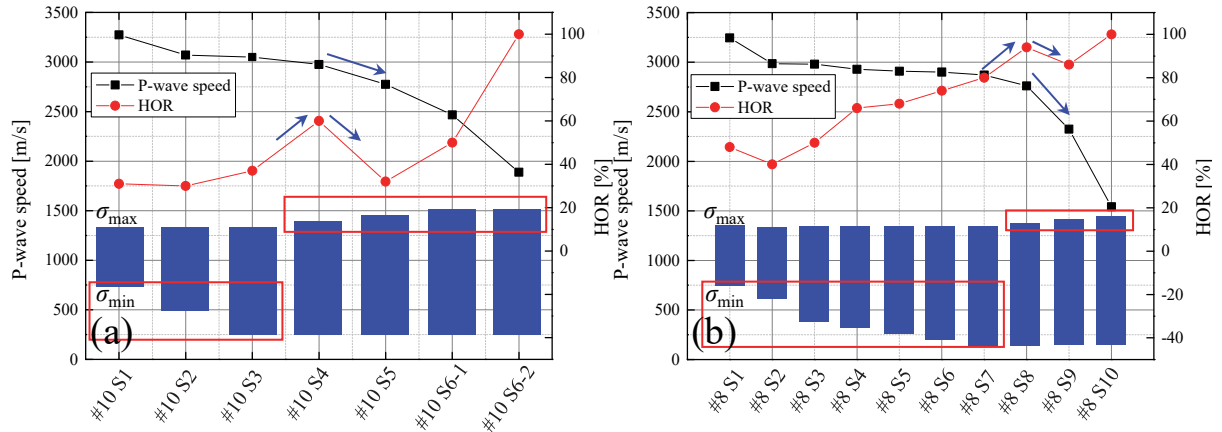 3500
3000
2500
2000
1500
1000
500
0
P-wave speed [m/s]
P-wave speed
HOR
σmax
σmin
(a)
100
80
60
40
20
0
HOR [%]
#10 S1
#10 S2
#10 S3
#10 S4
#10 S5
#10 S6-1
#10 S6-2
3500
3000
2500
2000
1500
1000
500
0
P-wave speed [m/s]
P-wave speed
HOR
σmax
σmin
(b)
100
80
60
40
20
0
-20
-40
HOR [%]
#8 S1
#8 S2
#8 S3
#8 S4
#8 S5
#8 S6
#8 S7
#8 S8
#8 S9
#8 S10